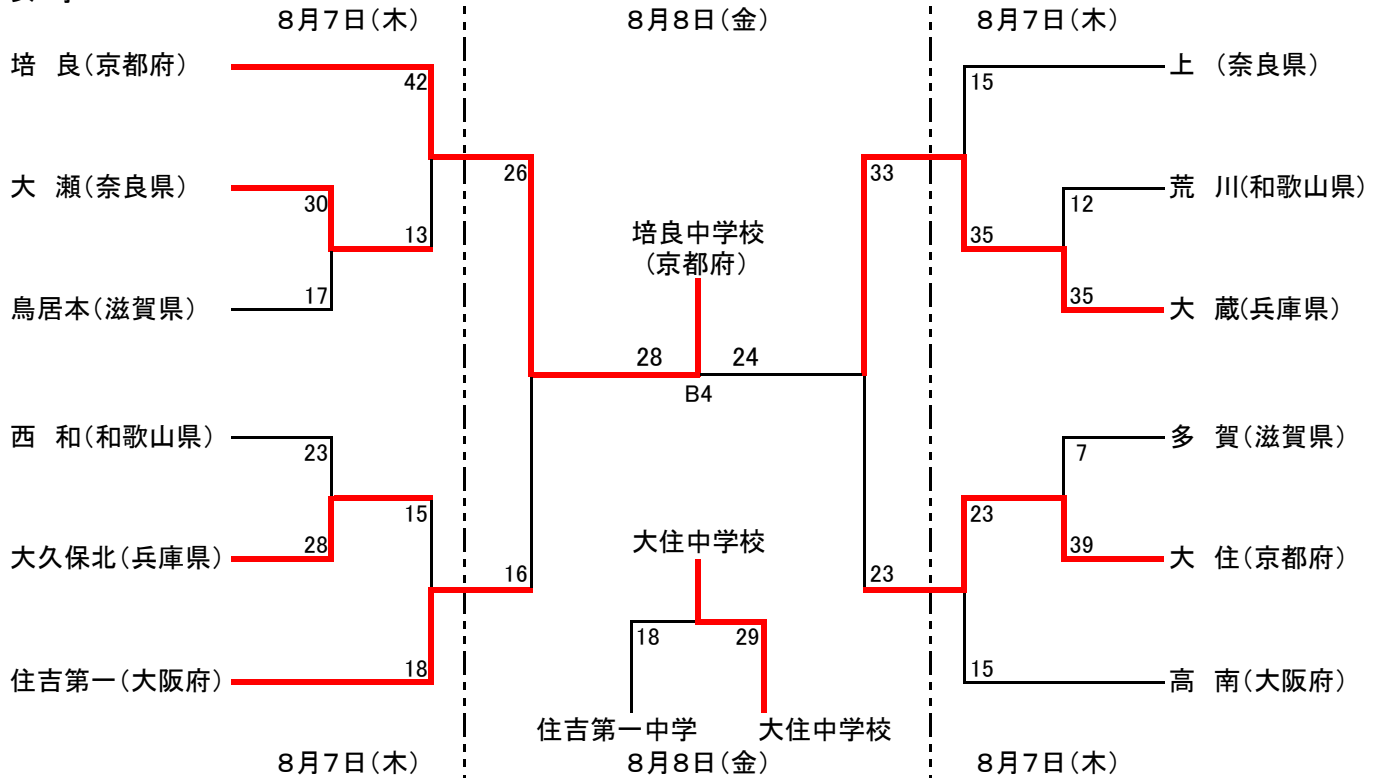 8月7日(木)
8月8日(金)
8月7日(木)
培 良(京都府)
上 (奈良県)
42
15
26
33
大 瀬(奈良県)
荒 川(和歌山県)
30
12
13
35
培良中学校
(京都府)
17
35
鳥居本(滋賀県)
大 蔵(兵庫県)
28
24
B4
西 和(和歌山県)
多 賀(滋賀県)
23
7
15
23
28
39
大久保北(兵庫県)
大住中学校
大 住(京都府)
16
23
18
29
18
15
住吉第一(大阪府)
高 南(大阪府)
住吉第一中学
大住中学校
8月7日(木)
8月8日(金)
8月7日(木)